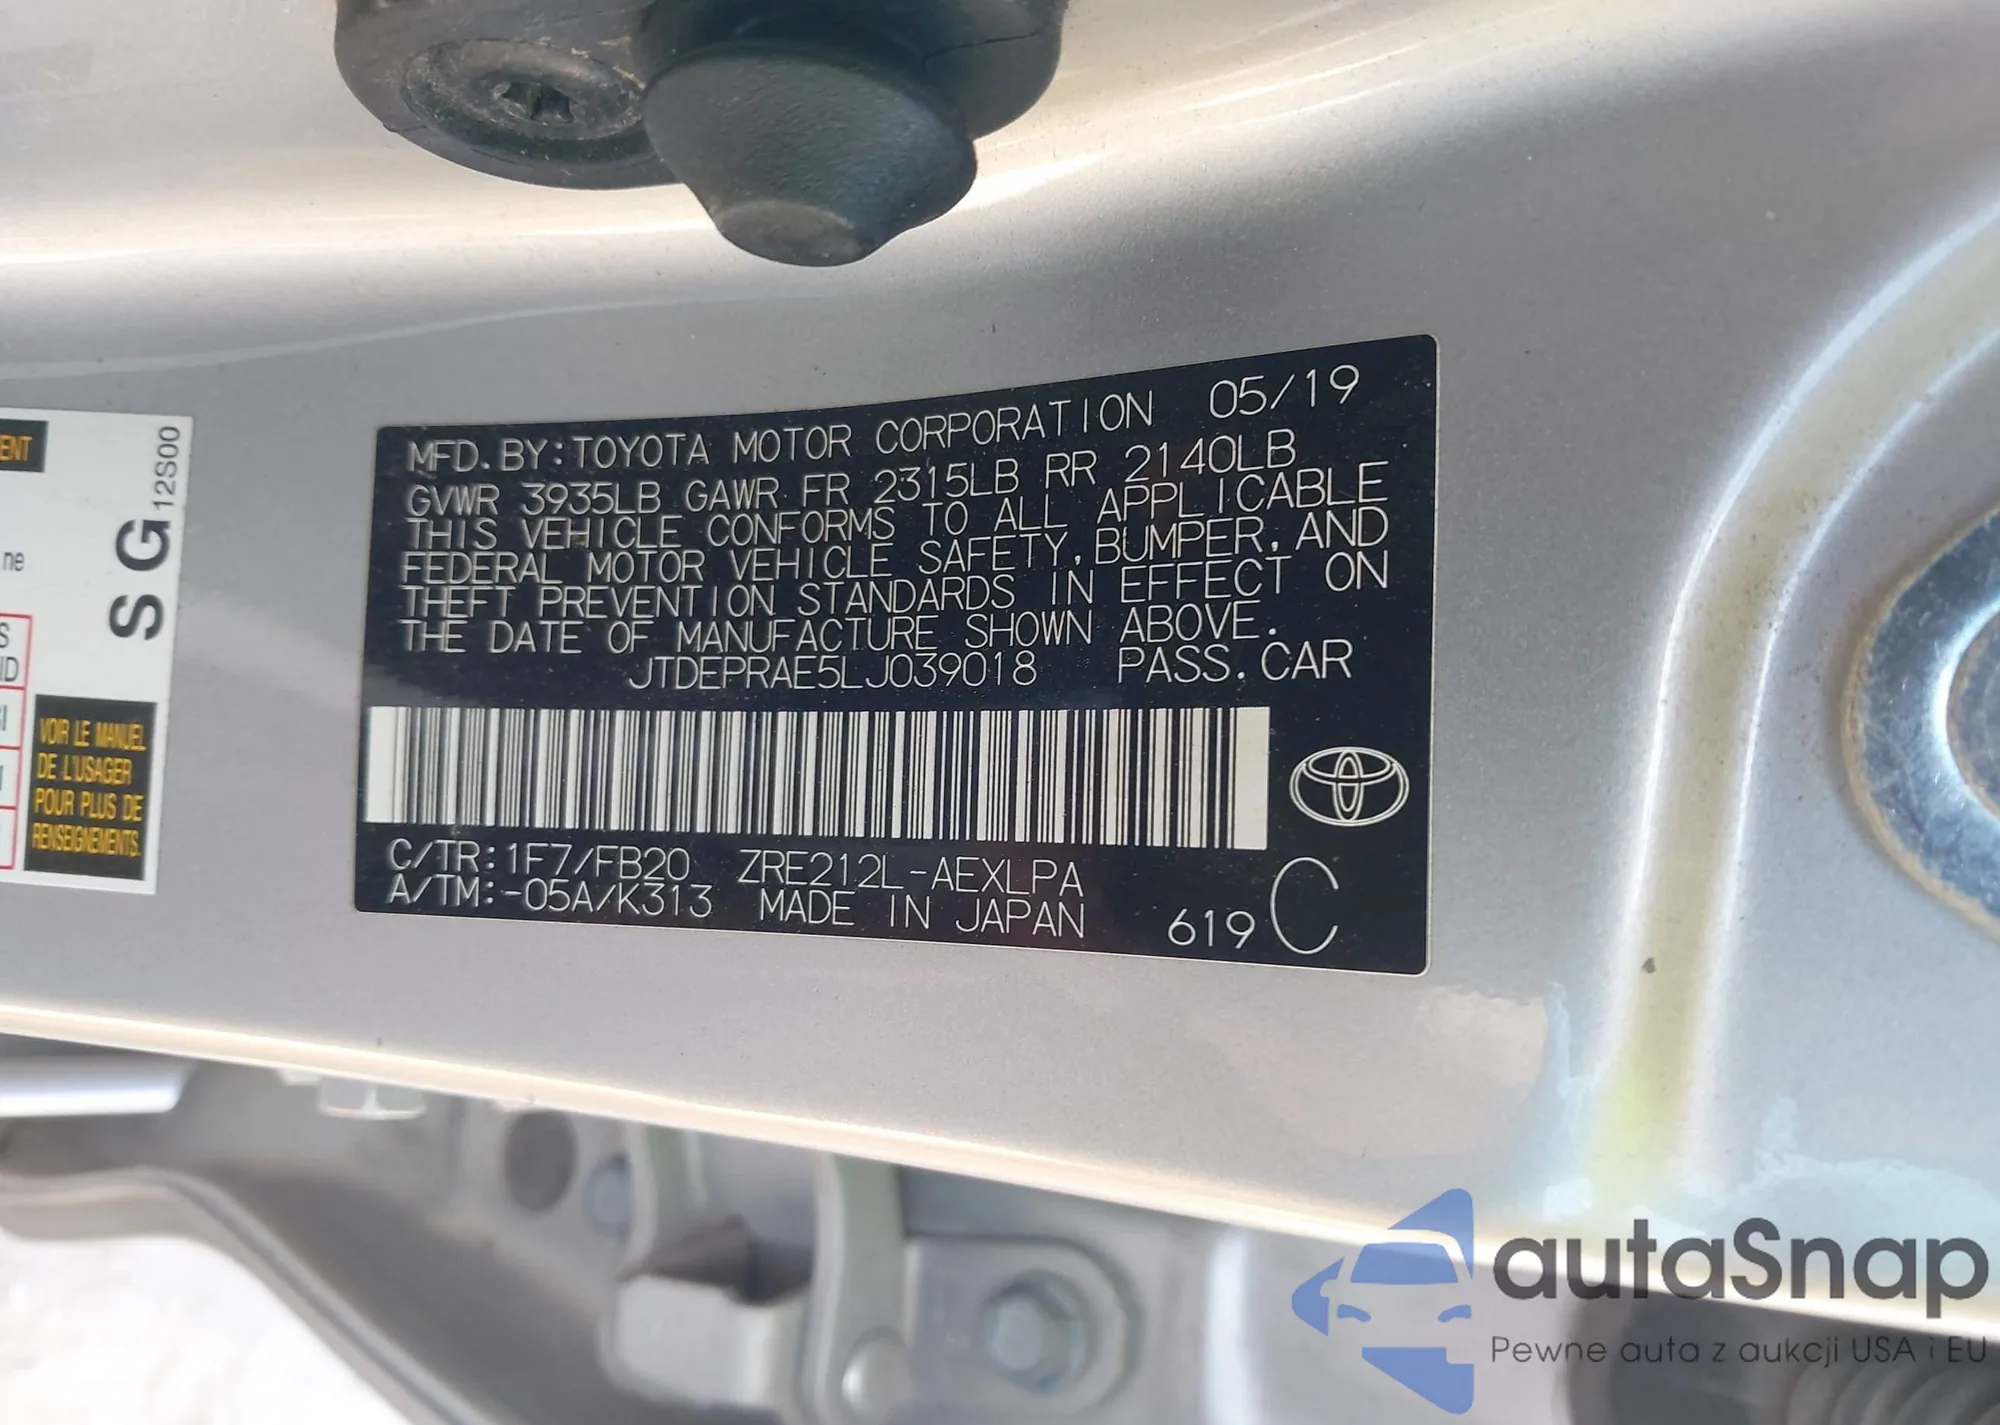 MFD. BY: TOYOTA MOTOR CORPORATION 05/19
GVWR 3935LB GAWR FR 2315LB RR 2140LB
THIS VEHICLE CONFORMS TO ALL APPLICABLE
FEDERAL MOTOR VEHICLE SAFETY, BUMPER, AND
THEFT PREVENTION STANDARDS IN EFFECT ON
THE DATE OF MANUFACTURE SHOWN ABOVE.
JTDEPRAE5LJ039018 PASS. CAR
C/TR: 1F7/FB20 ZRE212L-AEXLPA
A/TM: -05A/K313 MADE IN JAPAN 619 C
SG 12S00
ne
VOIR LE MANUEL
DE L'USAGER
POUR PLUS DE
RENSEIGNEMENTS.
autaSnap
Pewne auta z aukcji USA i EU